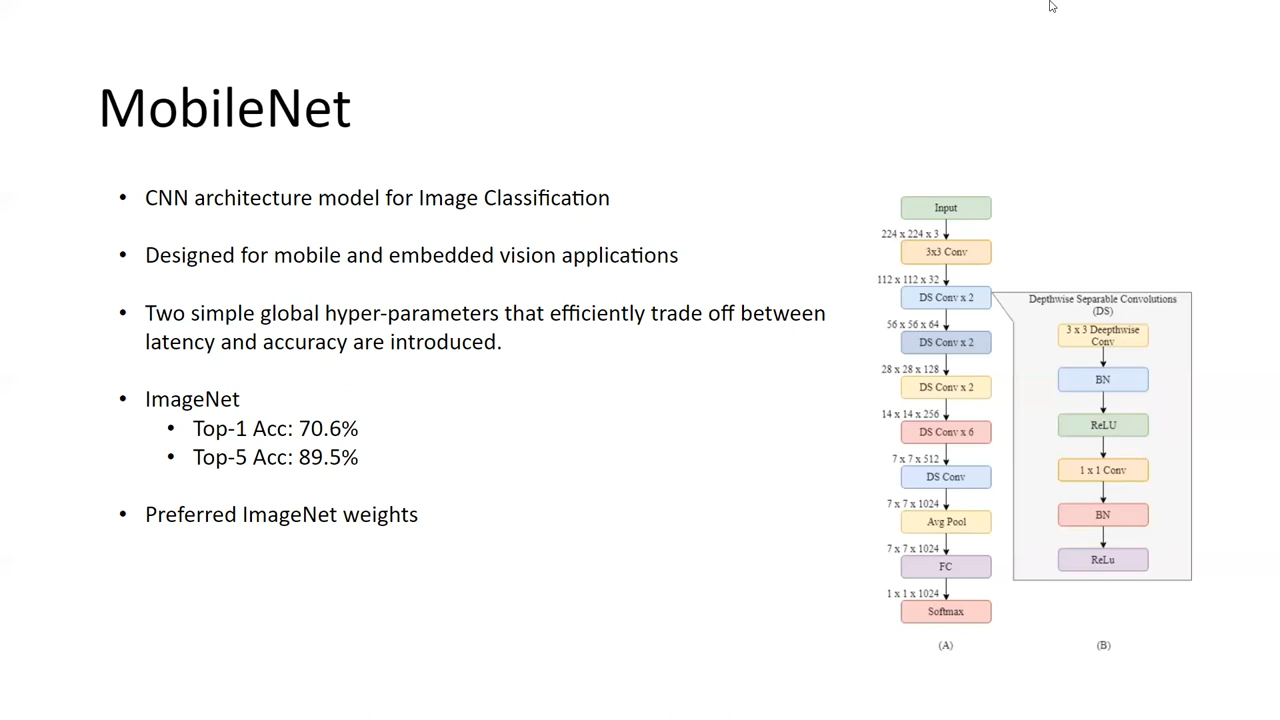 MobileNet
• CNN architecture model for Image Classification
• Designed for mobile and embedded vision applications
• Two simple global hyper-parameters that efficiently trade off between
latency and accuracy are introduced.
• ImageNet
• Top-1 Acc: 70.6%
• Top-5 Acc: 89.5%
• Preferred ImageNet weights
Input
224 x 224 x 3
3x3 Conv
112 x 112 x 32
DS Conv x 2
56 x 56 x 64
DS Conv x 2
28 x 28 x 128
DS Conv x 2
14 x 14 x 256
DS Conv x 6
7 x 7 x 512
DS Conv
7 x 7 x 1024
Avg Pool
7 x 7 x 1024
FC
1 x 1 x 1024
Softmax
(A)
Depthwise Separable Convolutions
(DS)
3 x 3 Deepthwise
Conv
BN
ReLU
1 x 1 Conv
BN
ReLu
(B)